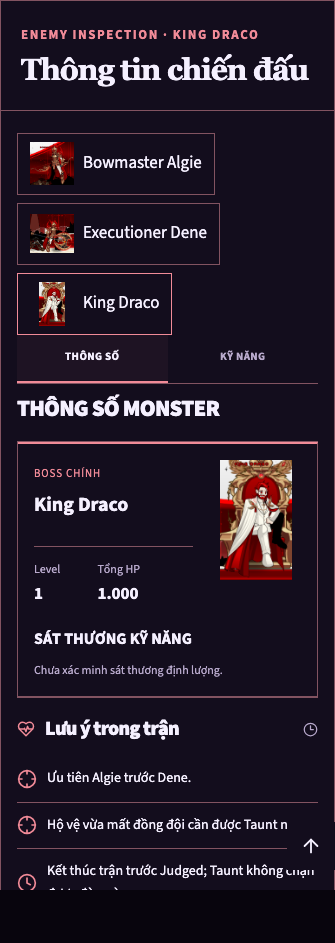 ENEMY INSPECTION · KING DRACO
Thông tin chiến đấu
Bowmaster Algie
Executioner Dene
King Draco
THÔNG SỐ
KỸ NĂNG
THÔNG SỐ MONSTER
BOSS CHÍNH
King Draco
Level
Tổng HP
1
1.000
SÁT THƯƠNG KỸ NĂNG
Chưa xác minh sát thương định lượng.
Lưu ý trong trận
Ưu tiên Algie trước Dene.
Hộ vệ vừa mất đồng đội cần được Taunt n
Kết thúc trận trước Judged; Taunt không chặn